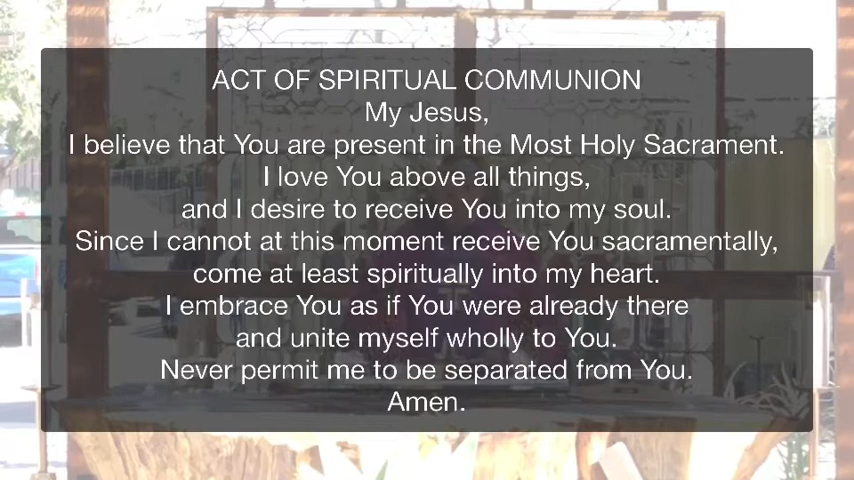 ACT OF SPIRITUAL COMMUNION
My Jesus,
I believe that You are present in the Most Holy Sacrament.
I love You above all things,
and I desire to receive You into my soul.
Since I cannot at this moment receive You sacramentally,
come at least spiritually into my heart.
I embrace You as if You were already there
and unite myself wholly to You.
Never permit me to be separated from You.
Amen.